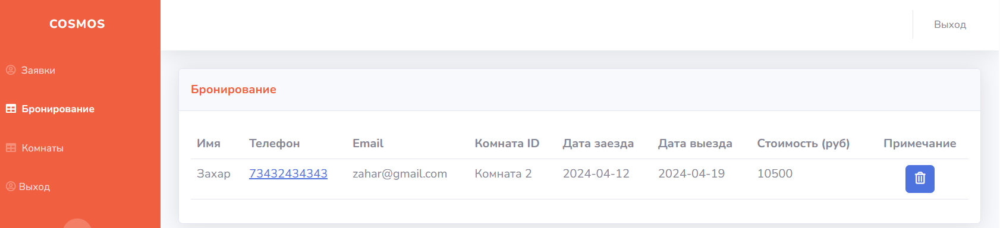 COSMOS
Выход
Заявки
Бронирование
Комнаты
Выход
Бронирование
Имя Телефон Email Комната ID Дата заезда Дата выезда Стоимость (руб) Примечание
Захар 73432434343 zahar@gmail.com Комната 2 2024-04-12 2024-04-19 10500